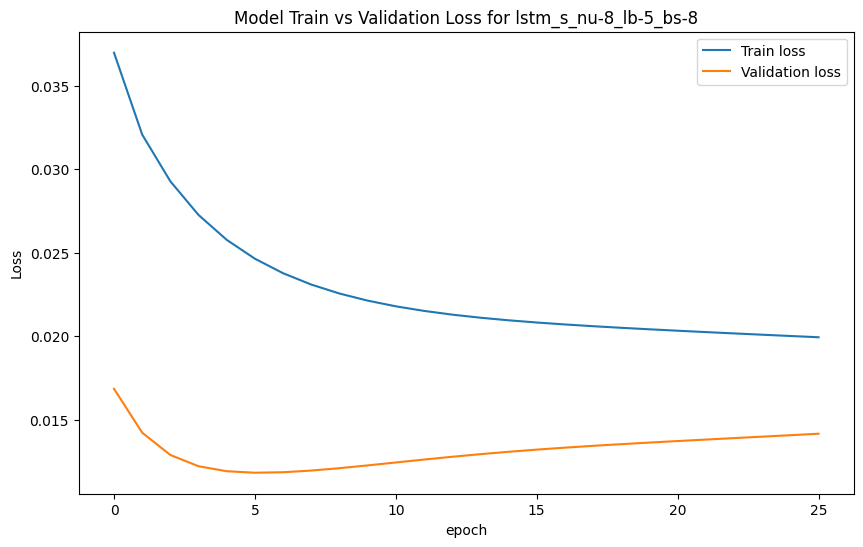 Model Train vs Validation Loss for lstm_s_nu-8_lb-5_bs-8
Train loss
Validation loss
Loss
0.035
0.030
0.025
0.020
0.015
0 5 10 15 20 25
epoch